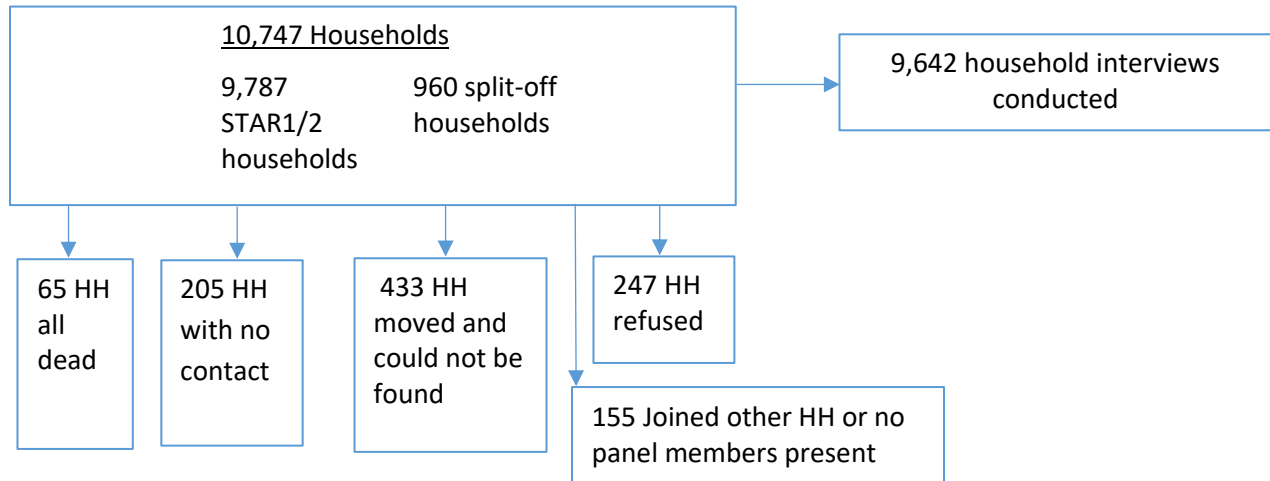 10,747 Households
9,787
STAR1/2
households
960 split-off
households
9,642 household interviews
conducted
65 HH
all
dead
205 HH
with no
contact
433 HH
moved and
could not be
found
247 HH
refused
155 Joined other HH or no
panel members present